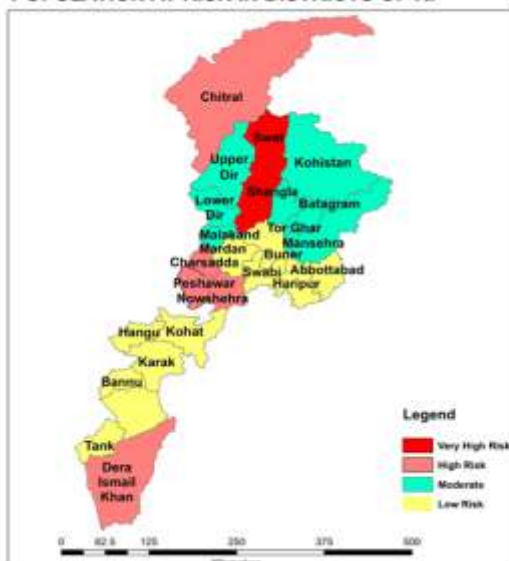 Chitral
Swat
Upper
Dir
Kohistan
Shangla
Lower
Dir
Batagram
Tor Ghar
Malakand
Mansehra
Mardan
Buner
Charsadda
Swabi
Abbottabad
Peshawar
Haripur
Nowshehra
Hangu
Kohat
Karak
Bannu
Tank
Dera
Ismail
Khan
Legend
Very High Risk
High Risk
Moderate
Low Risk
0 62.5 125 250 375 500